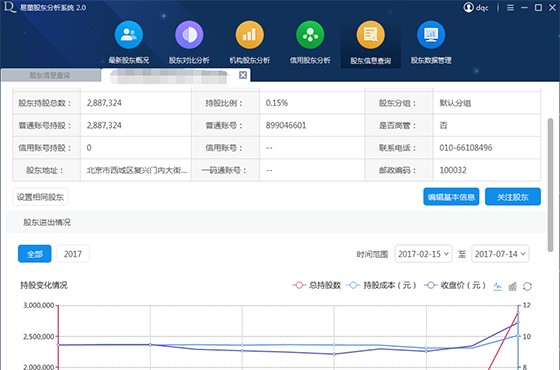 易董股东分析系统 2.0
dqc
最新股东概况
股东对比分析
机构股东分析
信用股东分析
股东信息查询
股东数据管理
股东信息查询
股东持股总数： 2,887,324 持股比例： 0.15% 股东分组： 默认分组
普通账号持股： 2,887,324 普通账号： 899046601 是否高管： 否
信用账号持股： 0 信用账号： -- 联系电话： 010-66108496
股东地址： 北京市西城区复兴门内大街... 一码通账号： -- 邮政编码： 100032
设置相同股东 编辑基本信息 关注股东
股东进出情况
全部 2017 时间范围 2017-02-15 至 2017-07-14
持股变化情况 总持股数 持股成本（元） 收盘价（元）
3,000,000 12
2,500,000 10
2,000,000 8